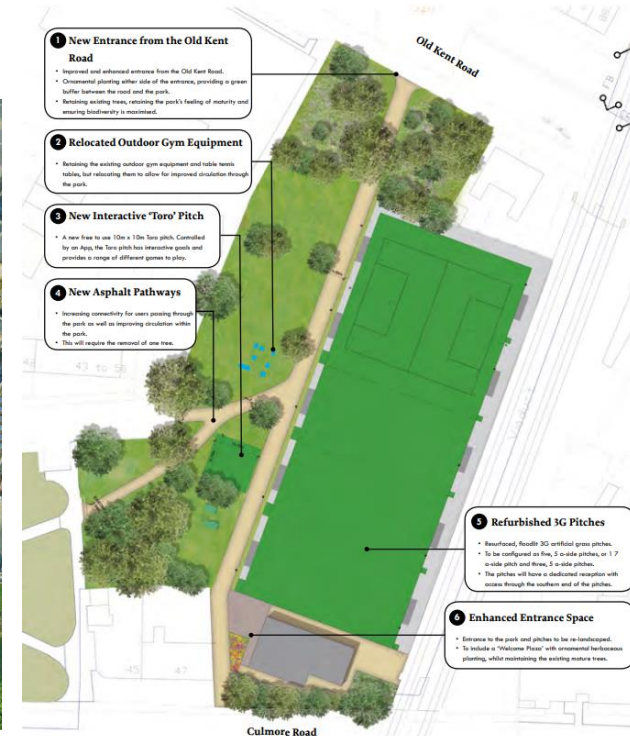 Old Kent Road
1 New Entrance from the Old Kent
Road
• Improved and enhanced entrance from the Old Kent Road.
• Ornamental planting either side of the entrance, providing a green
buffer between the road and the park.
• Retaining existing trees, retaining the park's feeling of maturity and
ensuring biodiversity is maximised.
2 Relocated Outdoor Gym Equipment
• Retaining the existing outdoor gym equipment and table tennis
tables, but relocating them to allow for improved circulation through
the park.
3 New Interactive 'Toro' Pitch
• A new free to use 10m x 10m Toro pitch. Controlled
by an App, the Toro pitch has interactive goals and
provides a range of different games to play.
4 New Asphalt Pathways
• Increasing connectivity for users passing through
the park as well as improving circulation within
the park.
• This will require the removal of one tree.
43 to 56
5 Refurbished 3G Pitches
• Resurfaced, floodlit 3G artificial grass pitches.
• To be configured as five, 5 a-side pitches, or 1 7
a-side pitch and three, 5 a-side pitches.
• The pitches will have a dedicated reception with
access through the southern end of the pitches.
6 Enhanced Entrance Space
• Entrance to the park and pitches to be re-landscaped.
• To include a 'Welcome Plaza' with ornamental herbaceous
planting, whilst maintaining the existing mature trees.
45 47
Viaduct
FB
Culmore Road